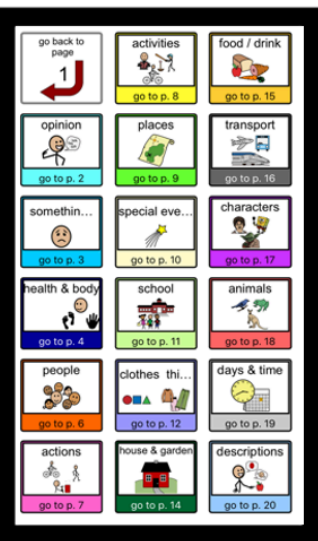 go back to
page
1
activities
go to p. 8
food / drink
go to p. 15
opinion
go to p. 2
places
go to p. 9
transport
go to p. 16
somethin...
go to p. 3
special eve...
go to p. 10
characters
go to p. 17
health & body
go to p. 4
school
go to p. 11
animals
go to p. 18
people
go to p. 6
clothes thi...
go to p. 12
days & time
go to p. 19
actions
go to p. 7
house & garden
go to p. 14
descriptions
go to p. 20